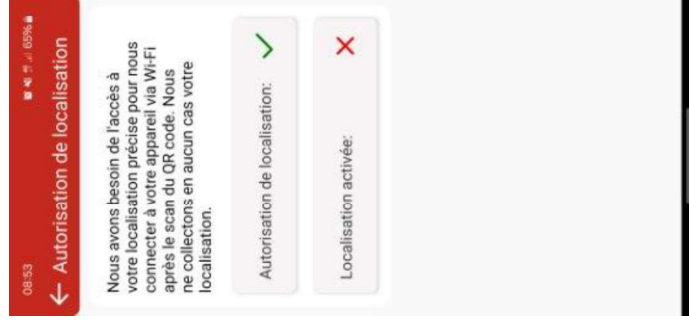 08:53
65%
← Autorisation de localisation
Nous avons besoin de l'accès à
votre localisation précise pour nous
connecter à votre appareil via Wi-Fi
après le scan du QR code. Nous
ne collectons en aucun cas votre
localisation.
Autorisation de localisation:
Localisation activée: